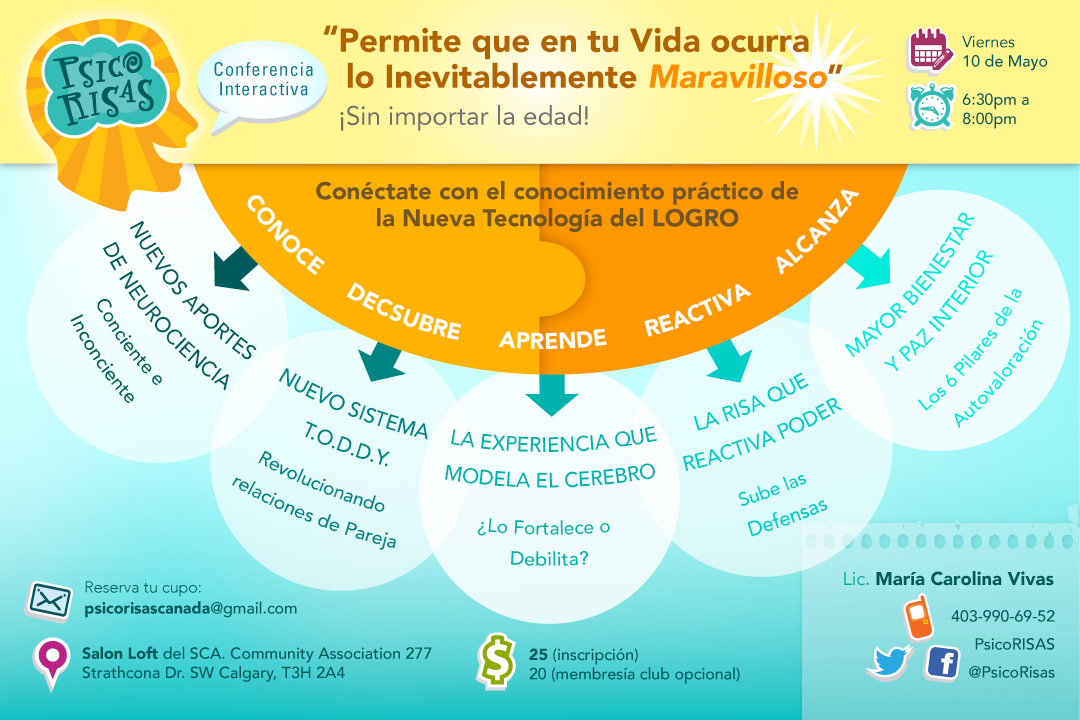 PSICO
RISAS
Conferencia
Interactiva
“Permite que en tu Vida ocurra
lo Inevitablemente Maravilloso”
¡Sin importar la edad!
Viernes
10 de Mayo
6:30pm a
8:00pm
Conéctate con el conocimiento práctico de
la Nueva Tecnología del LOGRO
CONOCE
DECSUBRE
APRENDE
REACTIVA
ALCANZA
NUEVOS APORTES
DE NEUROCIENCIA
Conciente e
Inconciente
NUEVO SISTEMA
T.O.D.D.Y.
Revolucionando
relaciones de Pareja
LA EXPERIENCIA QUE
MODELA EL CEREBRO
¿Lo Fortalece o
Debilita?
LA RISA QUE
REACTIVA PODER
Sube las
Defensas
MAYOR BIENESTAR
Y PAZ INTERIOR
Los 6 Pilares de la
Autovaloración
Reserva tu cupo:
psicorisascanada@gmail.com
Salon Loft del SCA. Community Association 277
Strathcona Dr. SW Calgary, T3H 2A4
$
25 (inscripción)
20 (membresía club opcional)
Lic. María Carolina Vivas
403-990-69-52
PsicoRISAS
f
@PsicoRisas